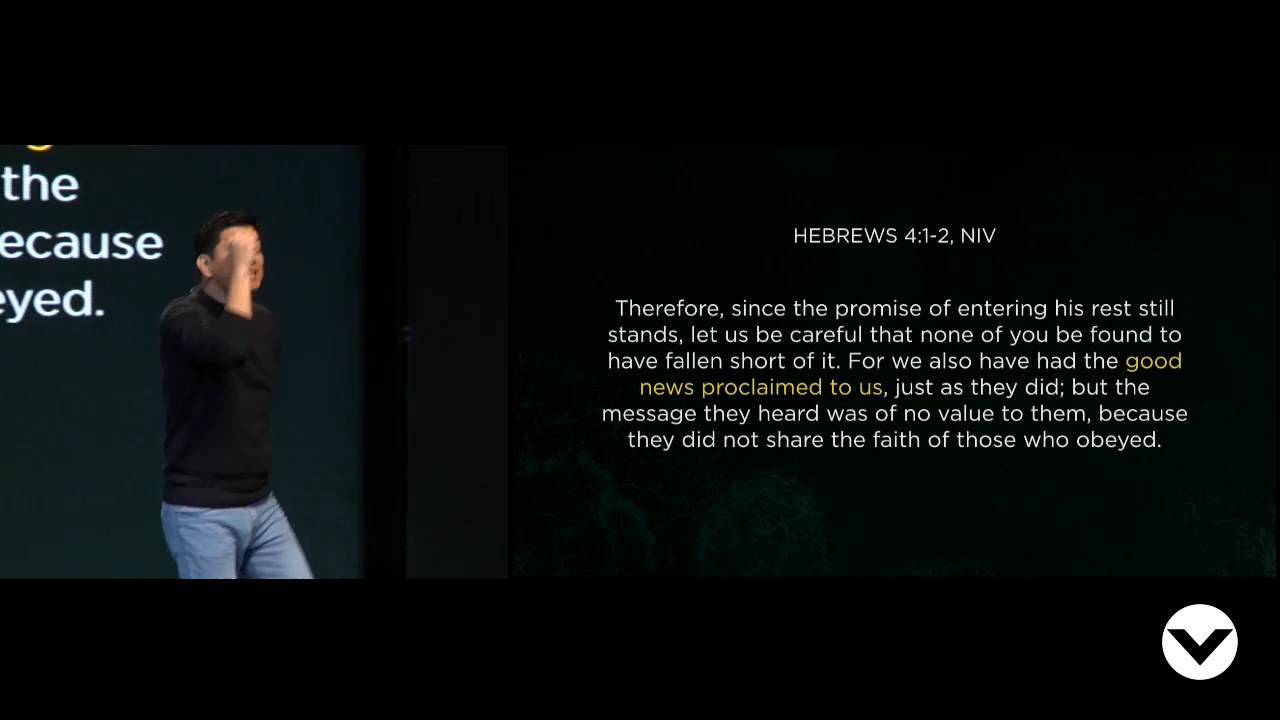 the
ecause
eyed.
HEBREWS 4:1-2, NIV
Therefore, since the promise of entering his rest still
stands, let us be careful that none of you be found to
have fallen short of it. For we also have had the good
news proclaimed to us, just as they did; but the
message they heard was of no value to them, because
they did not share the faith of those who obeyed.